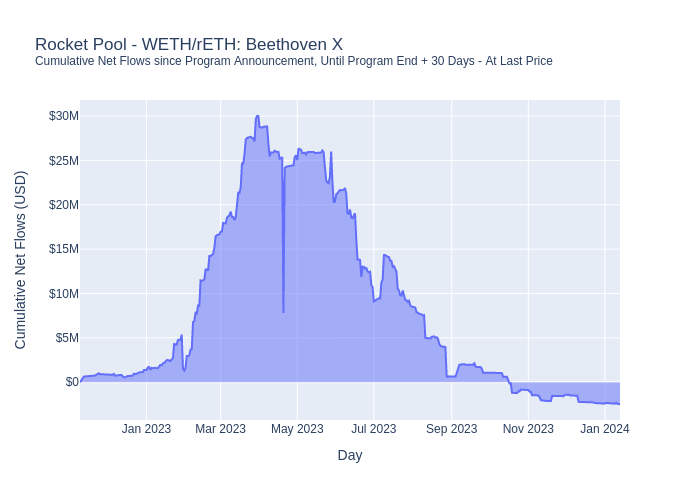 Rocket Pool - WETH/rETH: Beethoven X
Cumulative Net Flows since Program Announcement, Until Program End + 30 Days - At Last Price
Cumulative Net Flows (USD)
$30M
$25M
$20M
$15M
$10M
$5M
$0
Jan 2023 Mar 2023 May 2023 Jul 2023 Sep 2023 Nov 2023 Jan 2024
Day